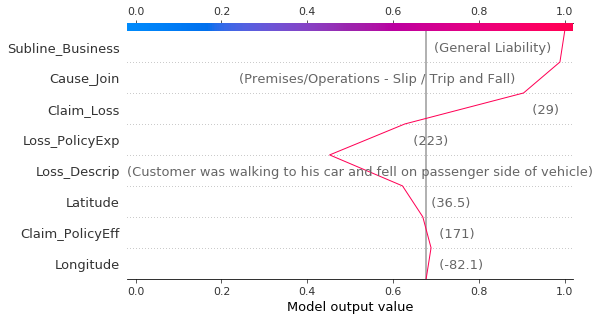 0.0 0.2 0.4 0.6 0.8 1.0
Subline_Business (General Liability)
Cause_Join (Premises/Operations - Slip / Trip and Fall)
Claim_Loss (29)
Loss_PolicyExp (223)
Loss_Descrip (Customer was walking to his car and fell on passenger side of vehicle)
Latitude (36.5)
Claim_PolicyEff (171)
Longitude (-82.1)
0.0 0.2 0.4 0.6 0.8 1.0
Model output value